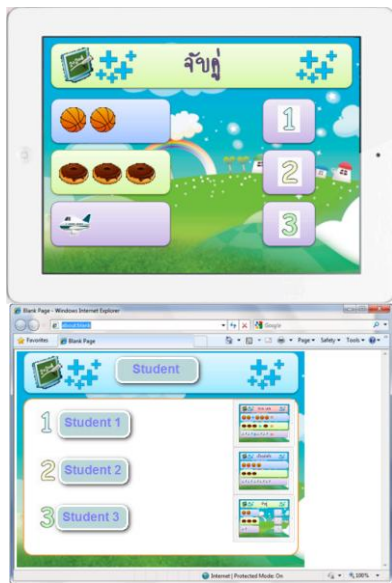 จับคู่
1
2
3
Blank Page - Windows Internet Explorer
about:blank
Google
Favorites
Blank Page
Page
Safety
Tools
Student
1
Student 1
2
Student 2
3
Student 3
Internet | Protected Mode: On
100%